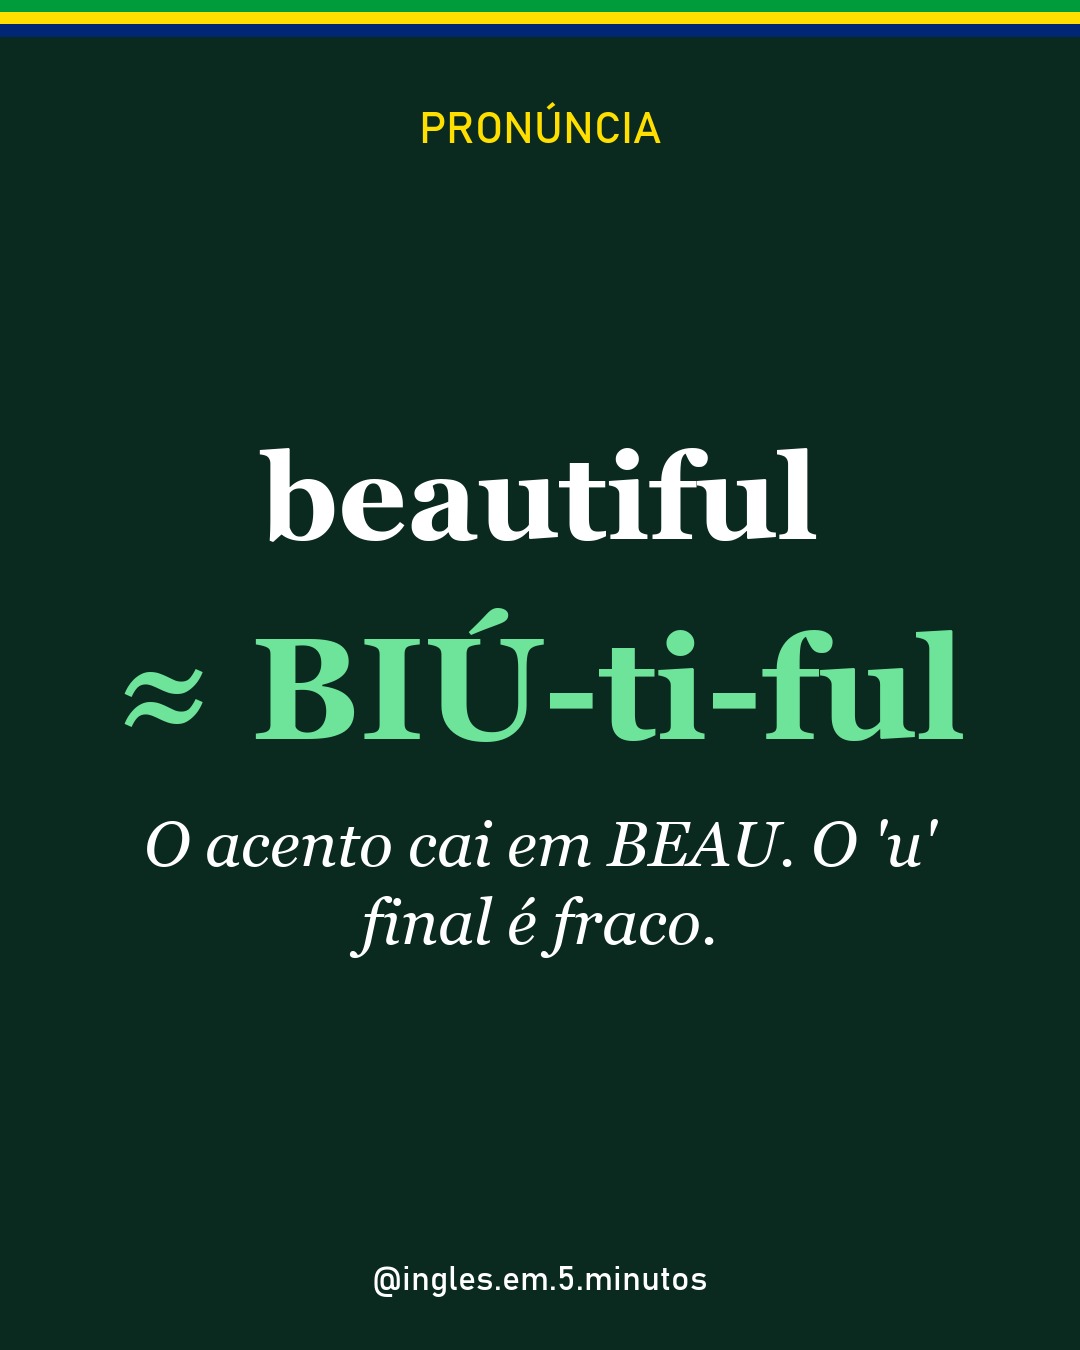 PRONÚNCIA
beautiful
≈ BIÚ-ti-ful
O acento cai em BEAU. O 'u'
final é fraco.
@ingles.em.5.minutos